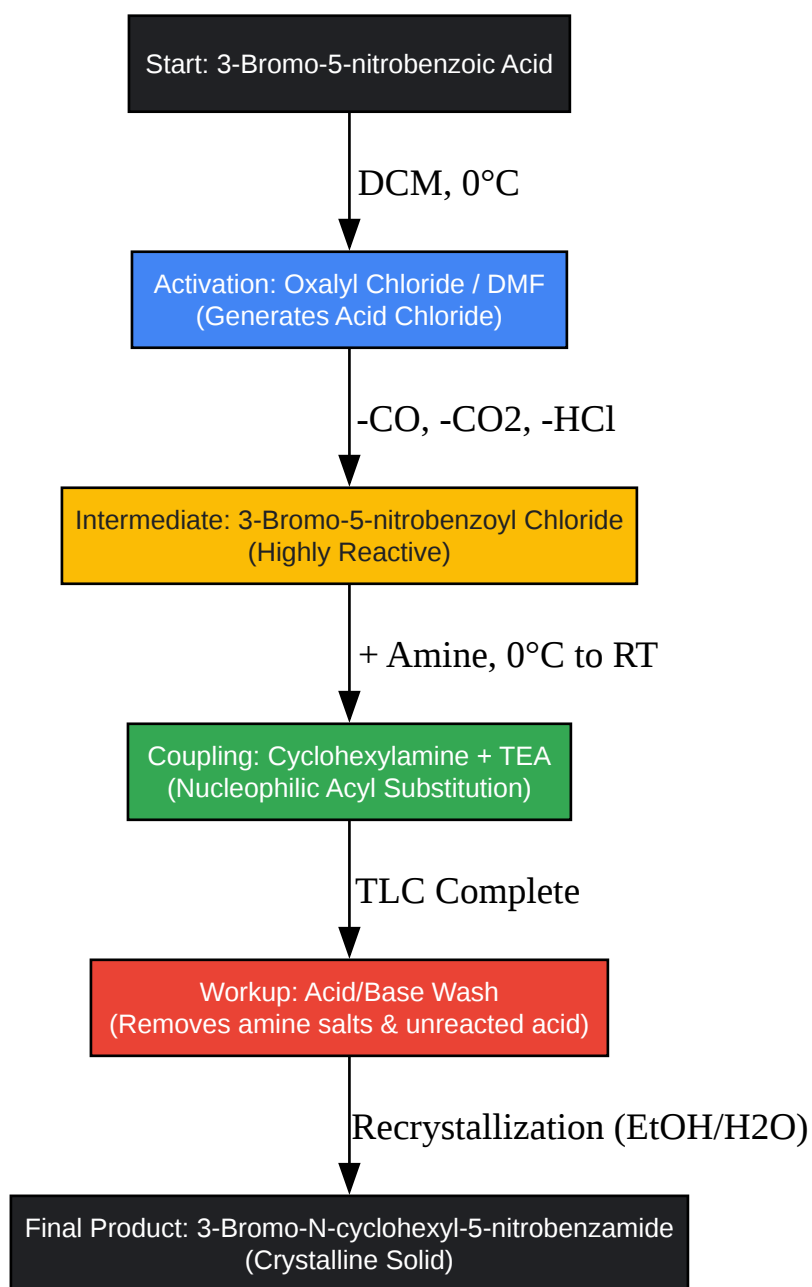 Start: 3-Bromo-5-nitrobenzoic Acid
DCM, 0°C
Activation: Oxalyl Chloride / DMF
(Generates Acid Chloride)
-CO, -CO2, -HCl
Intermediate: 3-Bromo-5-nitrobenzoyl Chloride
(Highly Reactive)
+ Amine, 0°C to RT
Coupling: Cyclohexylamine + TEA
(Nucleophilic Acyl Substitution)
TLC Complete
Workup: Acid/Base Wash
(Removes amine salts & unreacted acid)
Recrystallization (EtOH/H2O)
Final Product: 3-Bromo-N-cyclohexyl-5-nitrobenzamide
(Crystalline Solid)